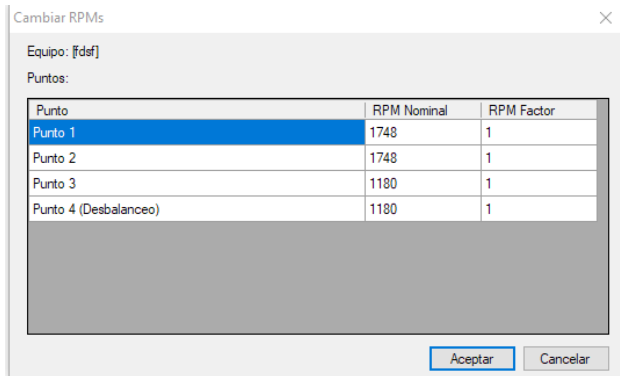 Cambiar RPMs
Equipo: [fdsf]
Puntos:
Punto RPM Nominal RPM Factor
Punto 1 1748 1
Punto 2 1748 1
Punto 3 1180 1
Punto 4 (Desbalanceo) 1180 1
Aceptar Cancelar